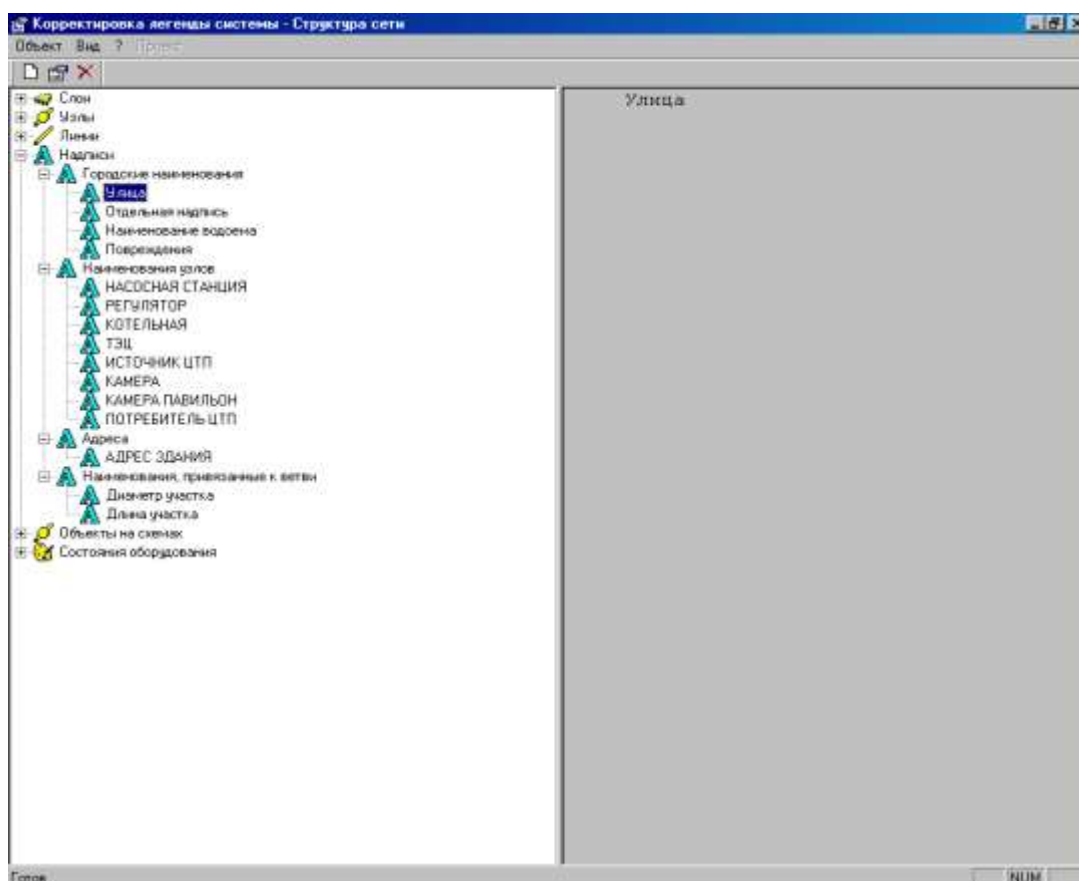 Корректировка легенды системы - Структура сети
Объект Вид ? Проект
Слои
Узлы
Линии
Надписи
Городские наименования
Улица
Отдельная надпись
Наименование водоема
Повреждения
Наименования узлов
НАСОСНАЯ СТАНЦИЯ
РЕГУЛЯТОР
КОТЕЛЬНАЯ
ТЭЦ
ИСТОЧНИК ЦТП
КАМЕРА
КАМЕРА ПАВИЛЬОН
ПОТРЕБИТЕЛЬ ЦТП
Адреса
АДРЕС ЗДАНИЯ
Наименования, привязанные к ветви
Диаметр участка
Длина участка
Объекты на схемах
Состояния оборудования
Улица
Готов
NUM